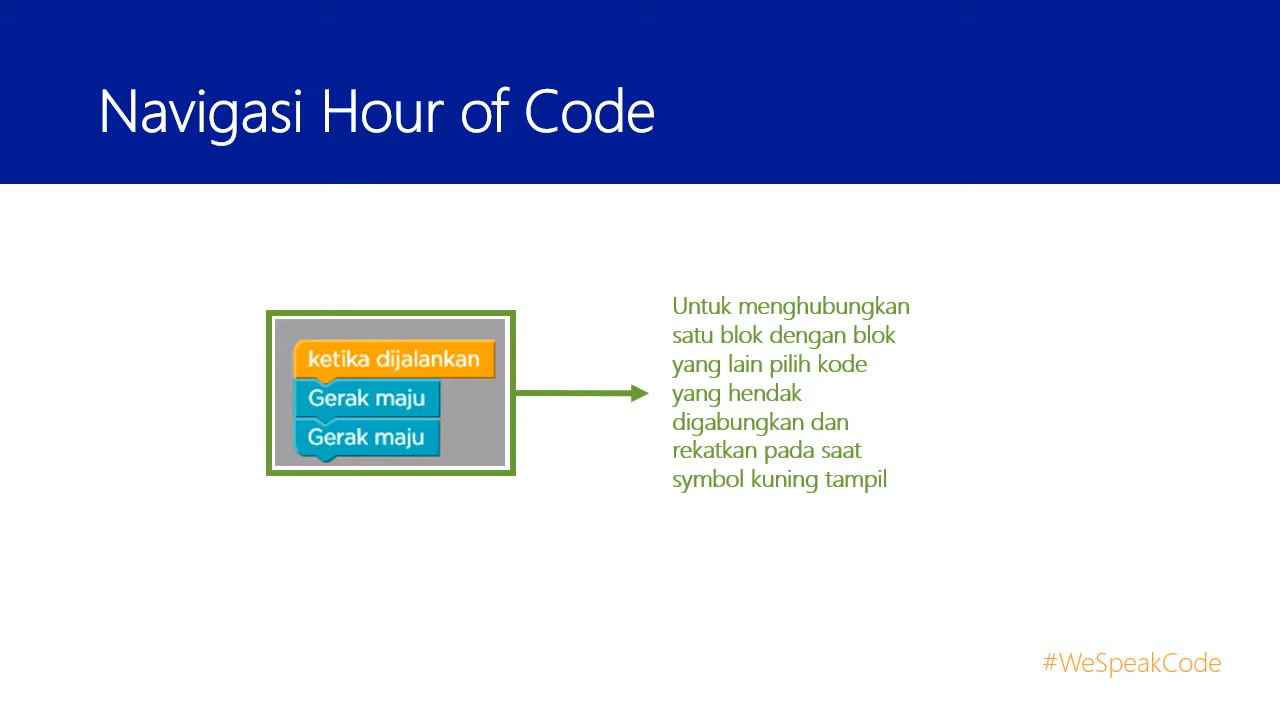 Navigasi Hour of Code
ketika dijalankan
Gerak maju
Gerak maju
Untuk menghubungkan
satu blok dengan blok
yang lain pilih kode
yang hendak
digabungkan dan
rekatkan pada saat
symbol kuning tampil
#WeSpeakCode